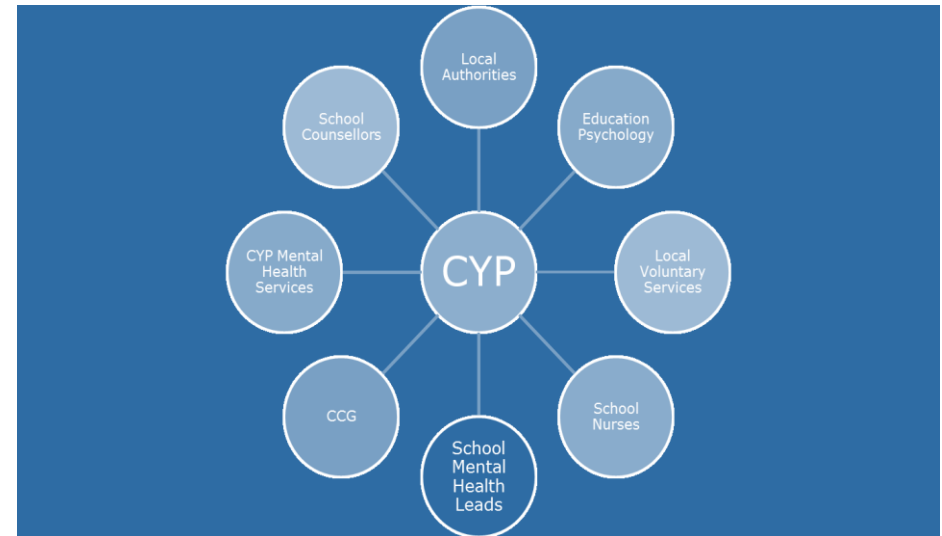 Local
Authorities
Education
Psychology
Local
Voluntary
Services
School
Nurses
School
Mental
Health
Leads
CCG
CYP Mental
Health
Services
School
Counsellors
CYP